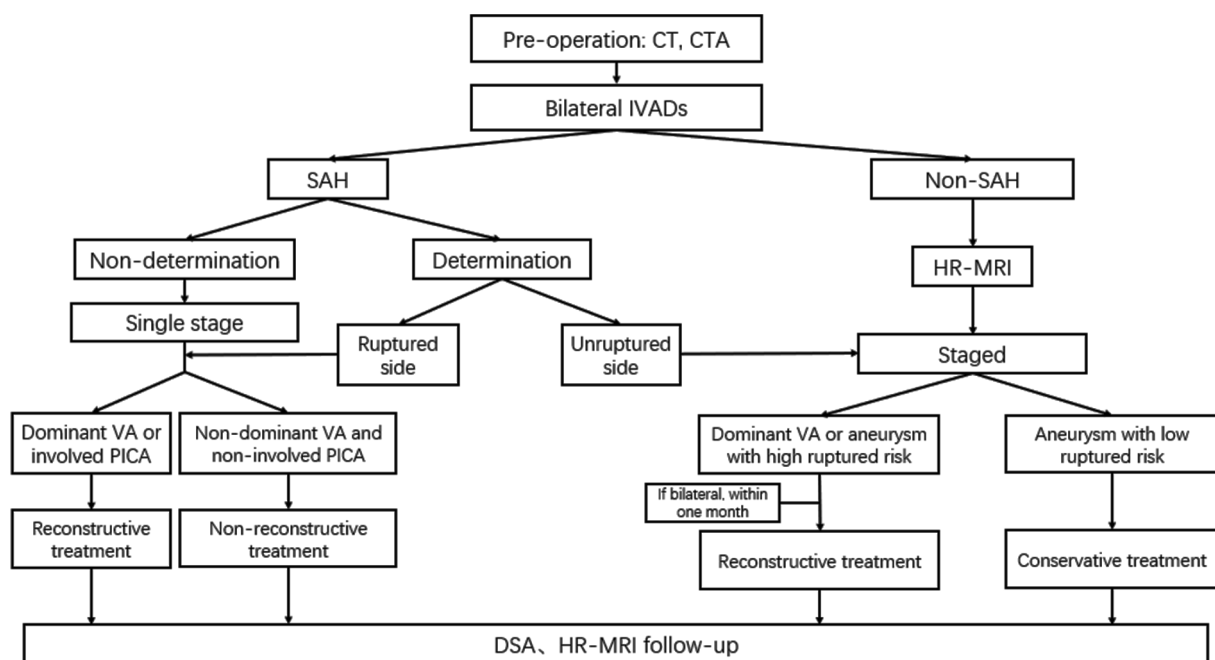 Pre-operation: CT, CTA
Bilateral IVADs
SAH
Non-SAH
Non-determination
Determination
HR-MRI
Single stage
Ruptured
side
Unruptured
side
Staged
Dominant VA or
involved PICA
Non-dominant VA and
non-involved PICA
Dominant VA or aneurysm
with high ruptured risk
Aneurysm with low
ruptured risk
If bilateral, within
one month
Reconstructive
treatment
Non-reconstructive
treatment
Reconstructive treatment
Conservative treatment
DSA、HR-MRI follow-up